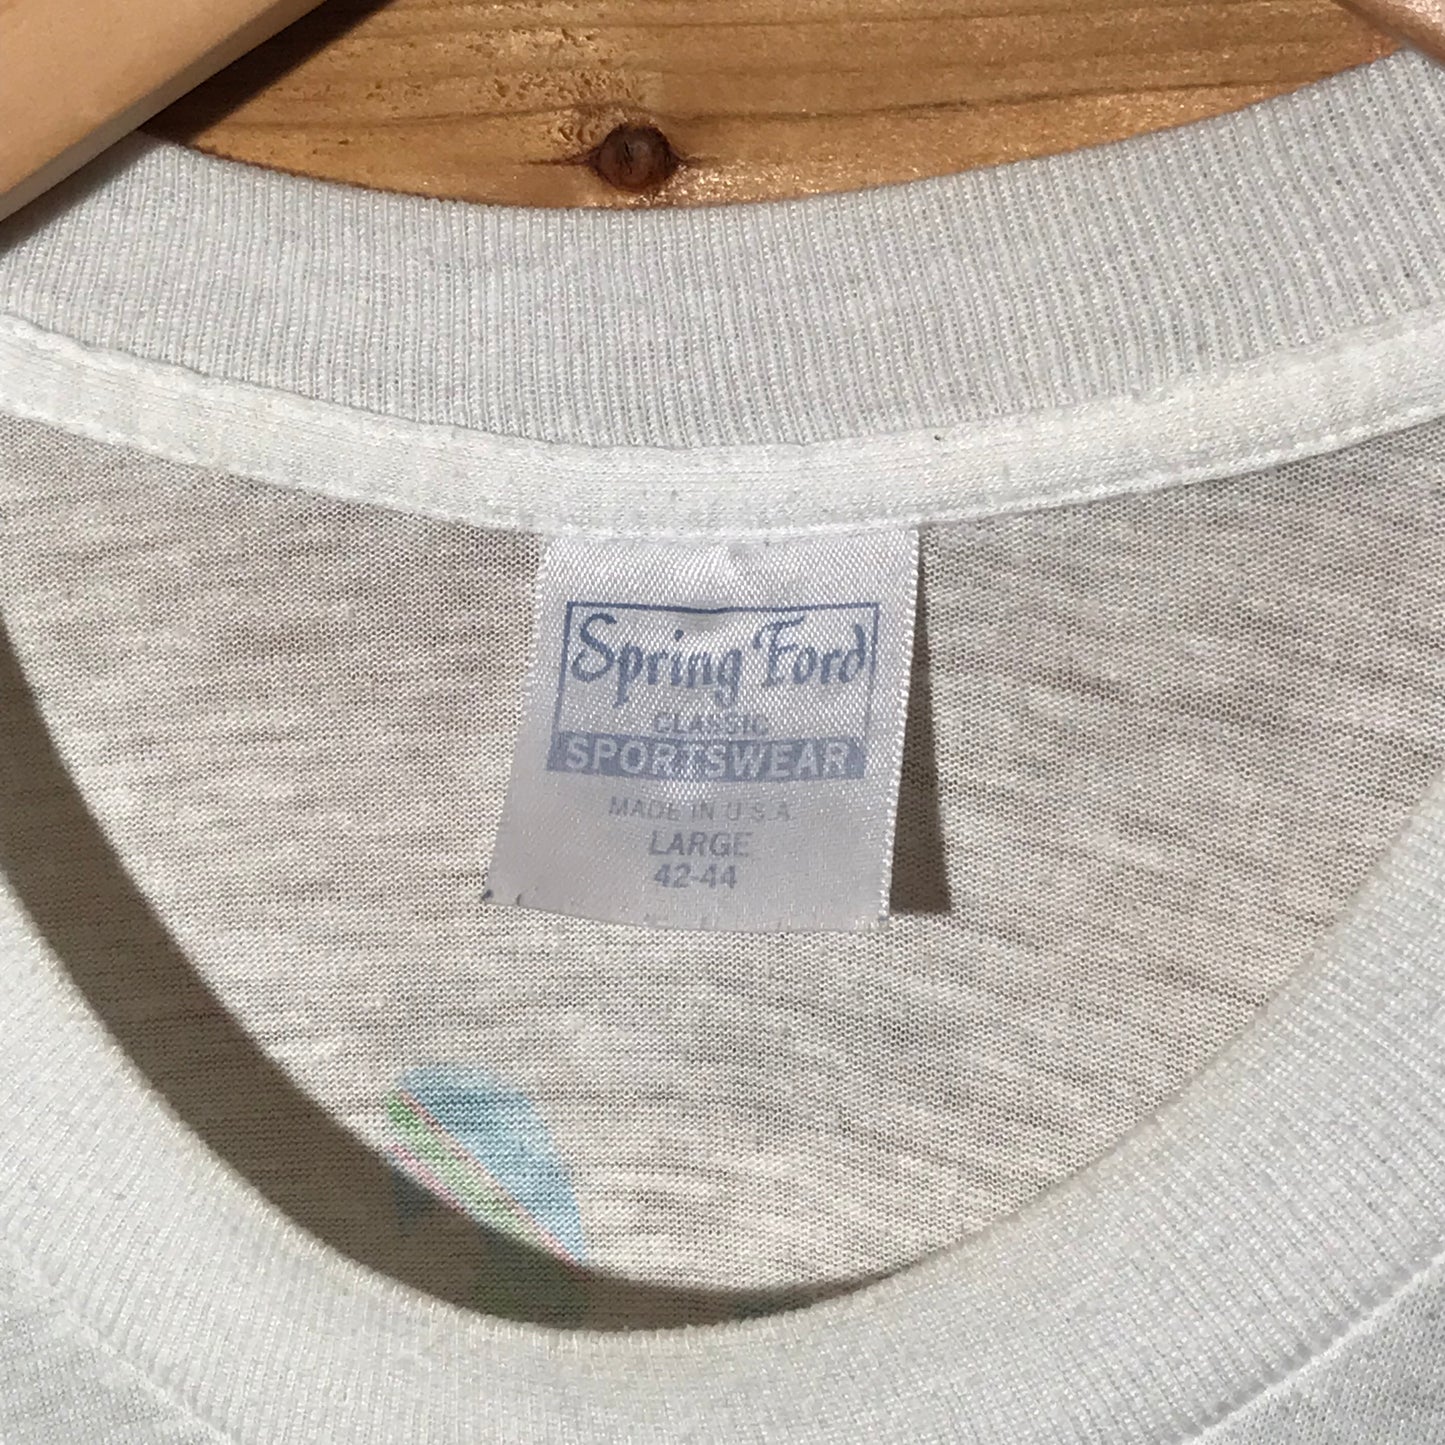 Spring Ford
CLASSIC
SPORTSWEAR
MADE IN U.S.A.
LARGE
42-44